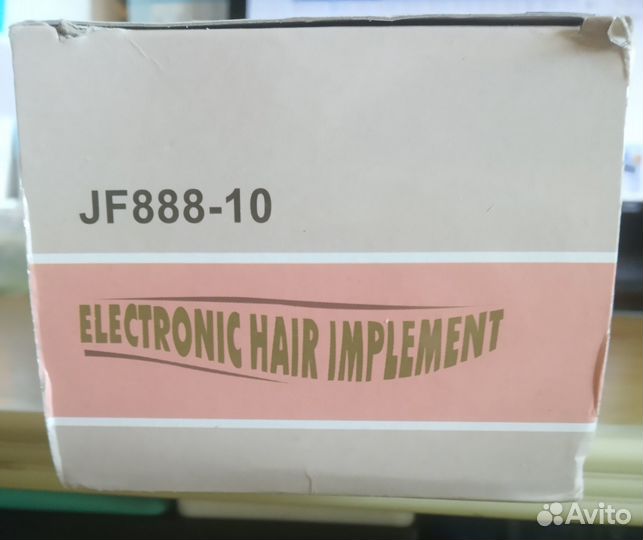 JF888-10
ELECTRONIC HAIR IMPLEMENT
Avito